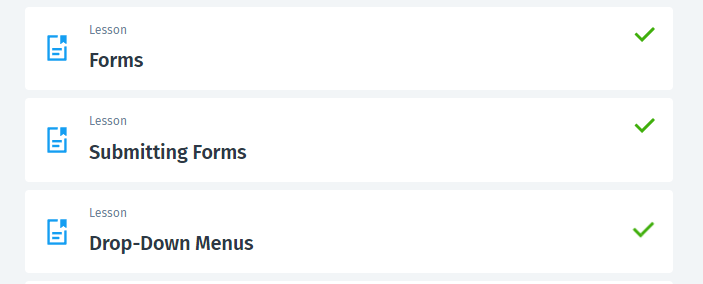 Lesson
Forms
Lesson
Submitting Forms
Lesson
Drop-Down Menus